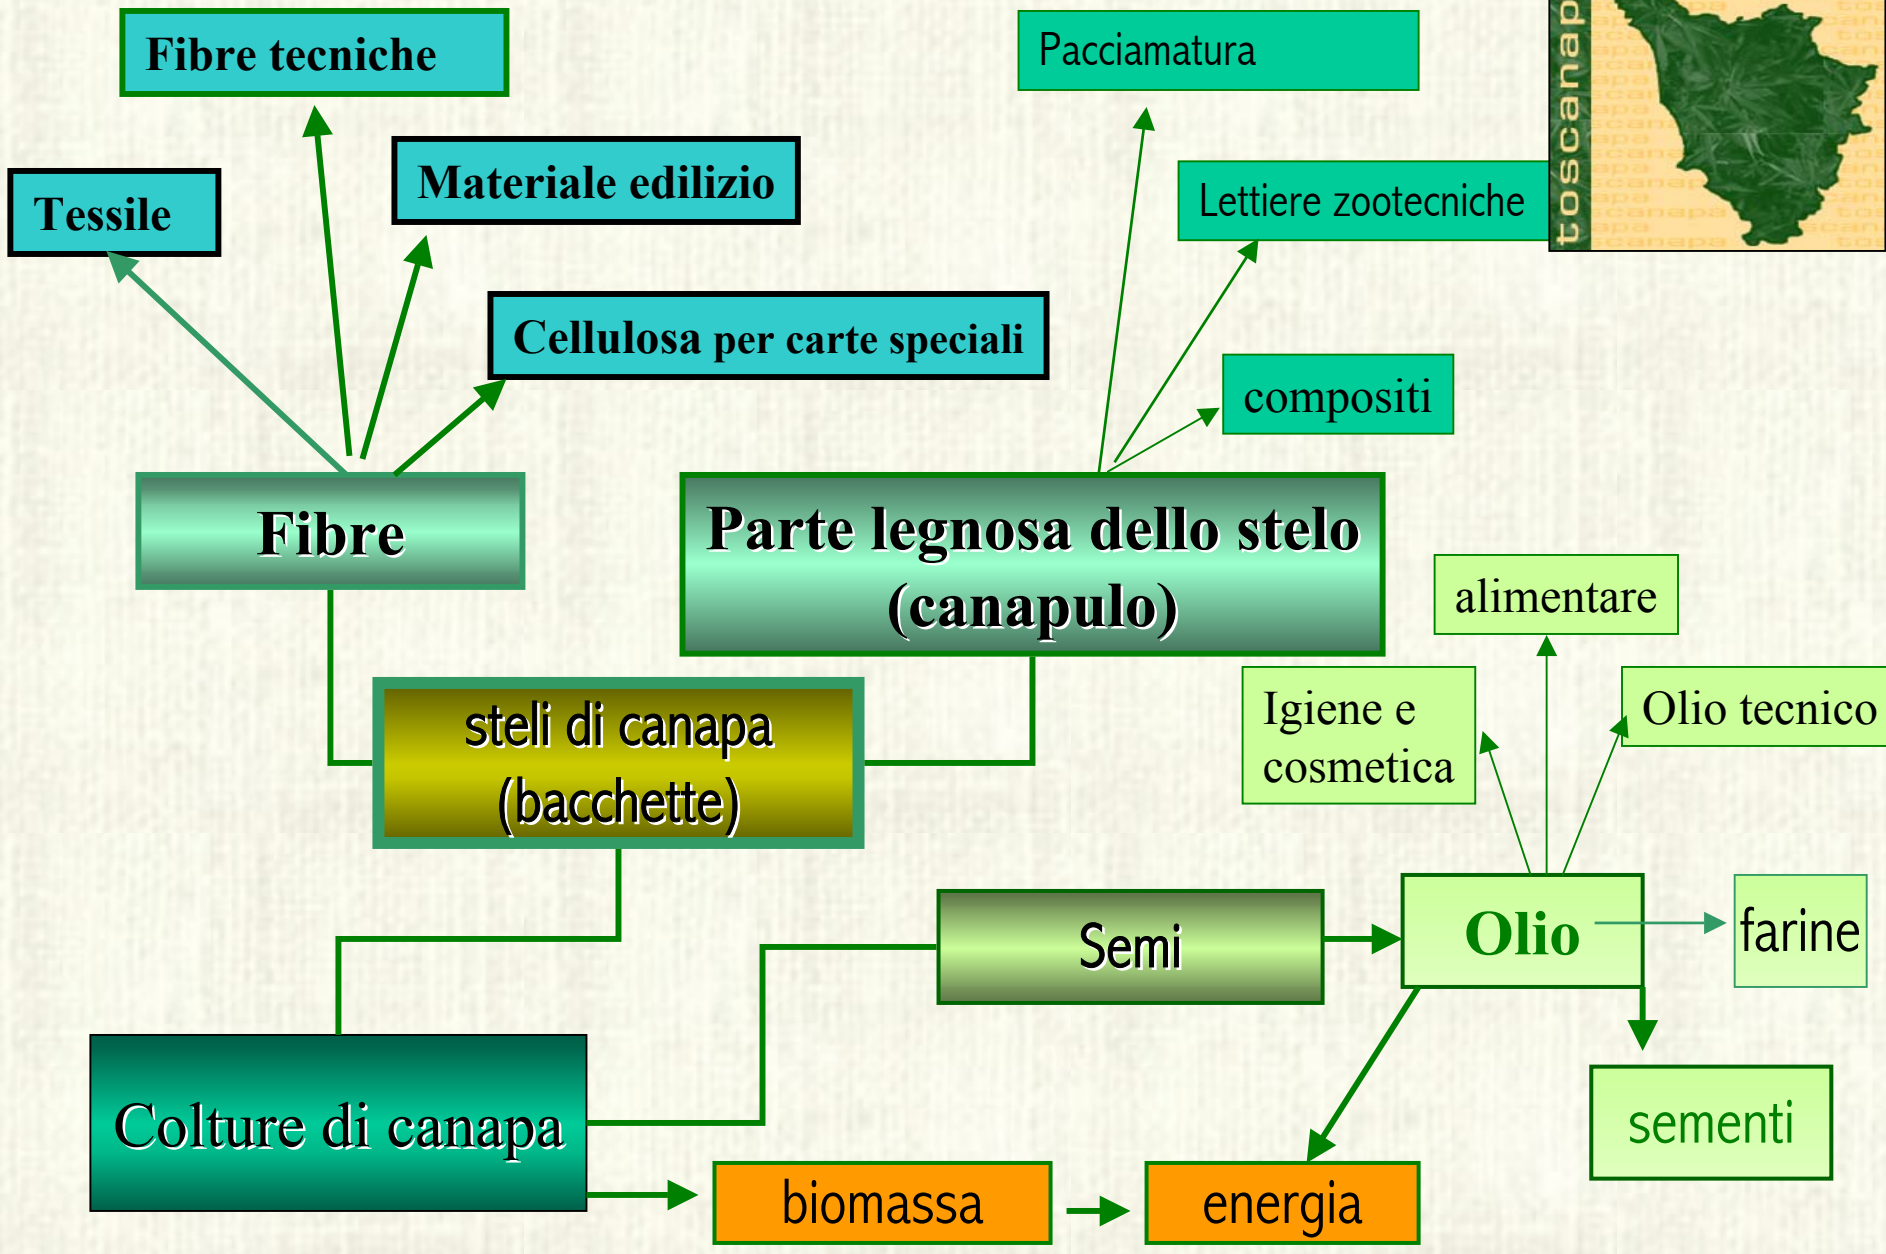 Fibre tecniche
Pacciamatura
toscanap
Materiale edilizio
Lettiere zootecniche
Tessile
Cellulosa per carte speciali
compositi
Fibre
Parte legnosa dello stelo
(canapulo)
alimentare
Igiene e
cosmetica
Olio tecnico
steli di canapa
(bacchette)
Semi
Olio
farine
Colture di canapa
sementi
biomassa
energia